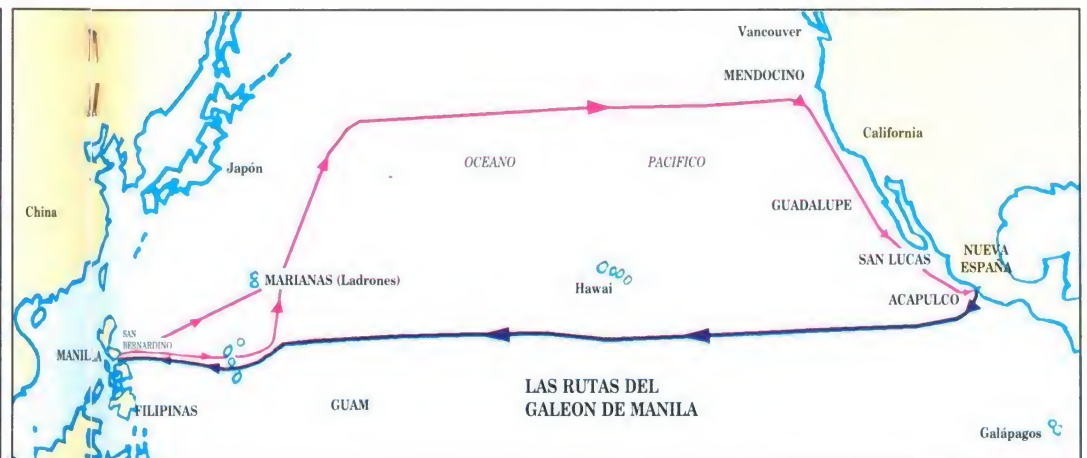 Vancouver
MENDOCINO
California
OCEANO
PACIFICO
Japón
China
GUADALUPE
MARIANAS (Ladrones)
SAN LUCAS
NUEVA
ESPAÑA
Hawai
ACAPULCO
SAN
BERNARDINO
MANILA
FILIPINAS
GUAM
LAS RUTAS DEL
GALEON DE MANILA
Galápagos